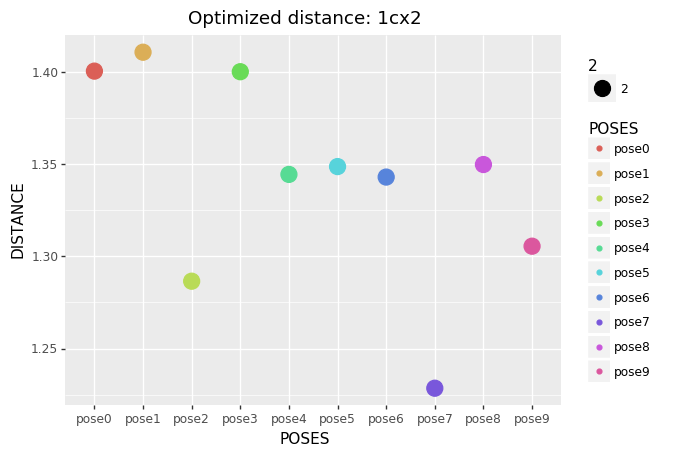 Optimized distance: 1cx2
DISTANCE
1.40
1.35
1.30
1.25
pose0 pose1 pose2 pose3 pose4 pose5 pose6 pose7 pose8 pose9
POSES
2
2
POSES
pose0
pose1
pose2
pose3
pose4
pose5
pose6
pose7
pose8
pose9